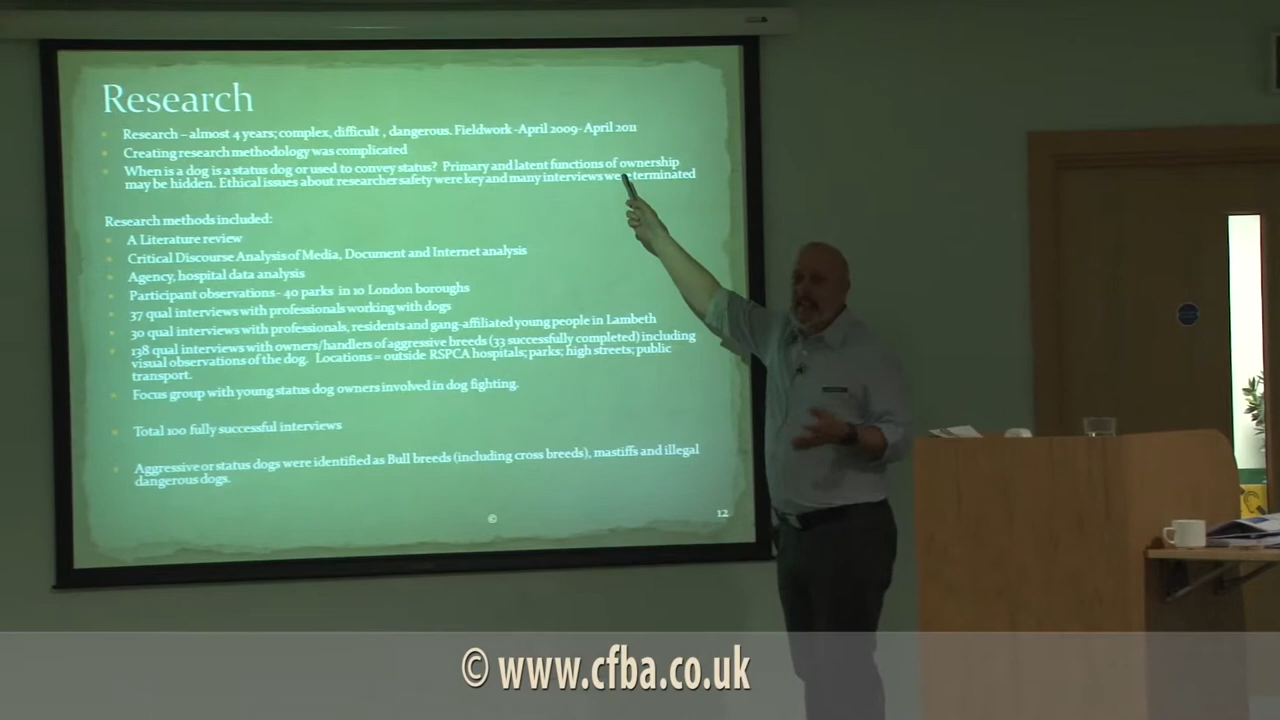 Research
Research – almost 4 years; complex, difficult , dangerous. Fieldwork -April 2009- April 2011
Creating research methodology was complicated
When is a dog is a status dog or used to convey status? Primary and latent functions of ownership
may be hidden. Ethical issues about researcher safety were key and many interviews were terminated
Research methods included:
A Literature review
Critical Discourse Analysis of Media, Document and Internet analysis
Agency, hospital data analysis
Participant observations- 40 parks in 10 London boroughs
37 qual interviews with professionals working with dogs
30 qual interviews with professionals, residents and gang-affiliated young people in Lambeth
138 qual interviews with owners/handlers of aggressive breeds (33 successfully completed) including
visual observations of the dog. Locations = outside RSPCA hospitals; parks; high streets; public
transport.
Focus group with young status dog owners involved in dog fighting.
Total 100 fully successful interviews
Aggressive or status dogs were identified as Bull breeds (including cross breeds), mastiffs and illegal
dangerous dogs.
© 12
© www.cfba.co.uk